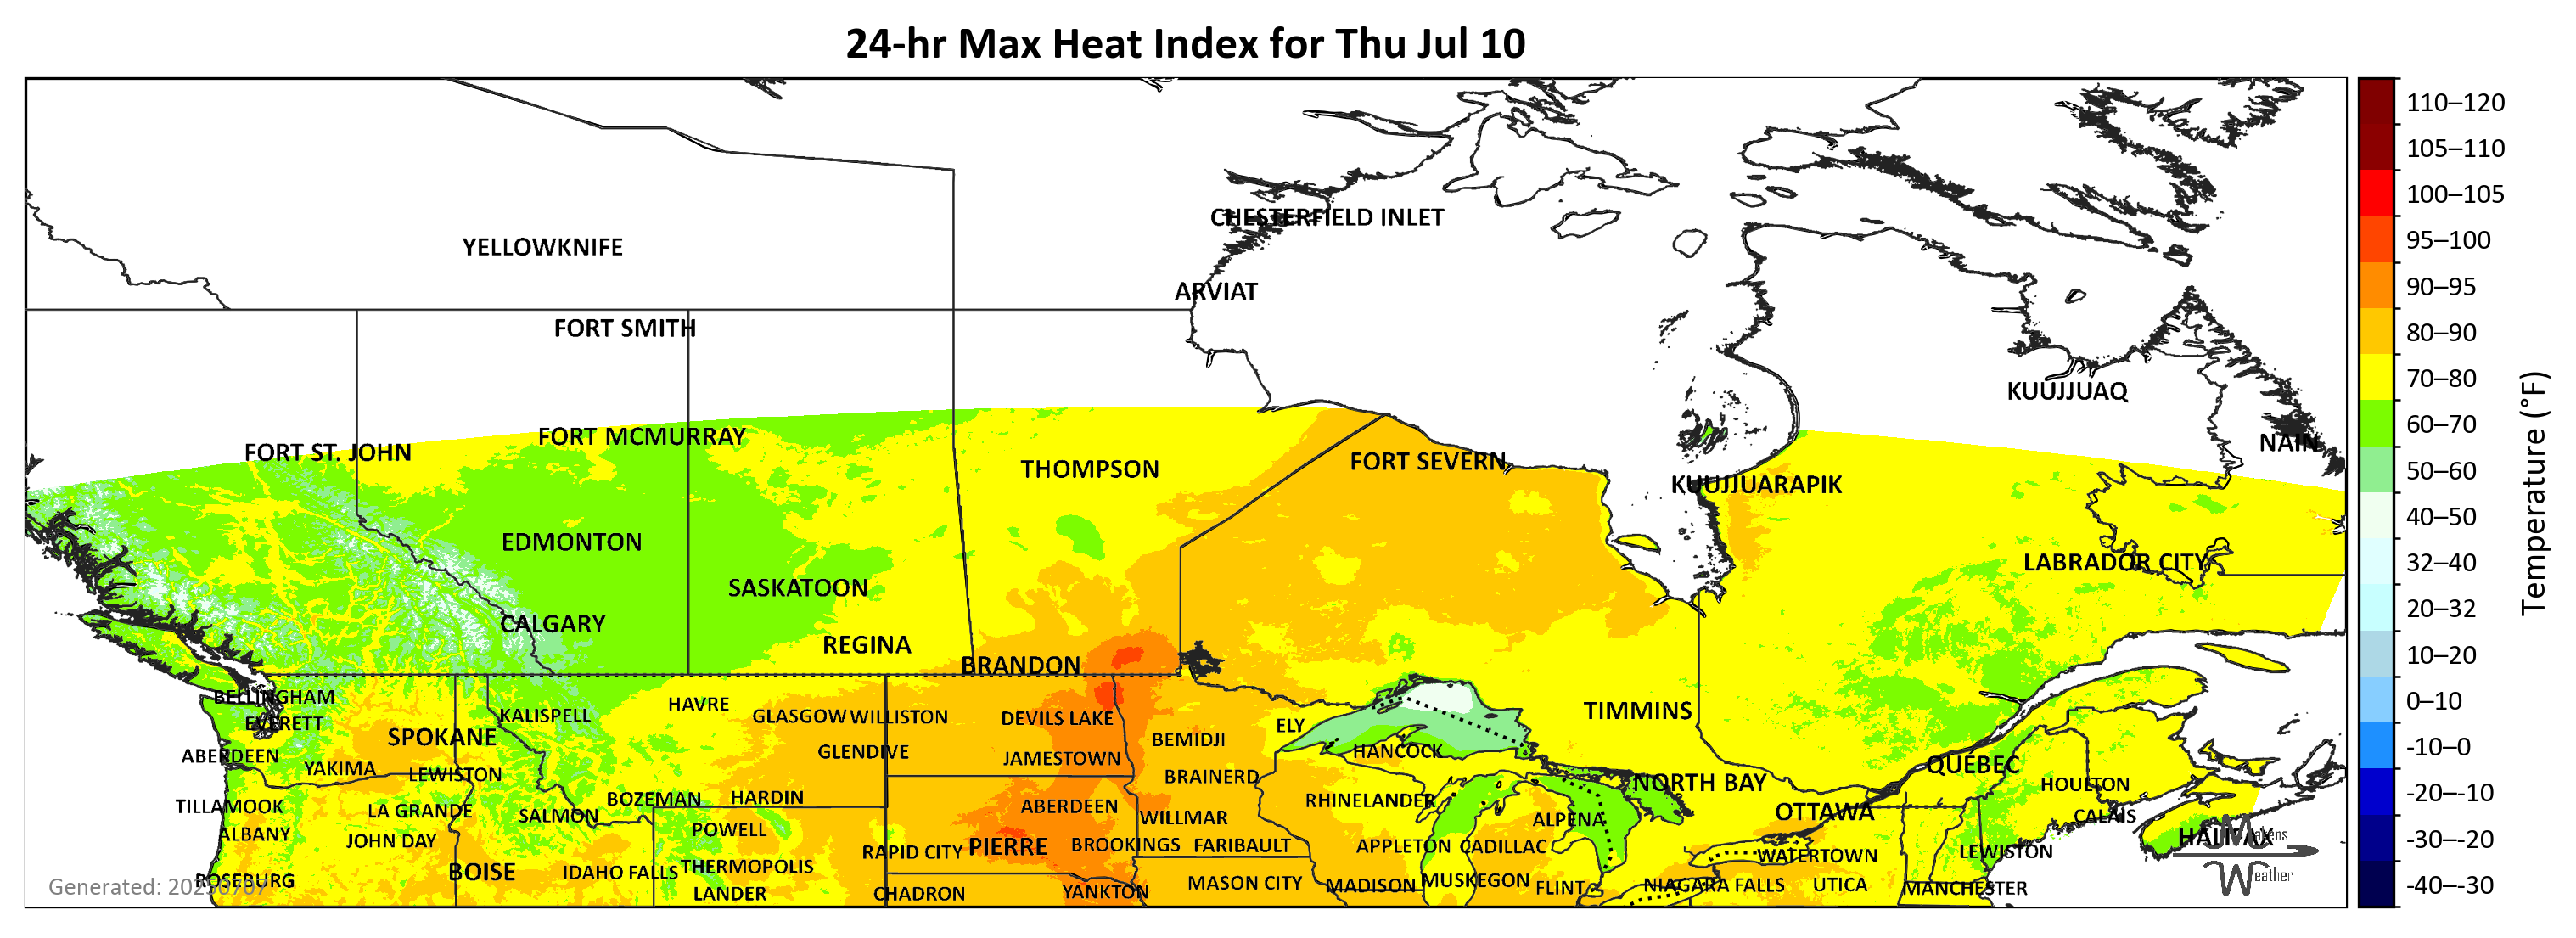 24-hr Max Heat Index for Thu Jul 10
110–120
105–110
100–105
95–100
90–95
80–90
70–80
60–70
50–60
40–50
32–40
20–32
10–20
0–10
-10–0
-20–-10
-30–-20
-40–-30
Temperature (°F)
CHESTERFIELD INLET
YELLOWKNIFE
ARVIAT
FORT SMITH
KUUJJUAQ
FORT MCMURRAY
NAIN
FORT ST. JOHN
FORT SEVERN
THOMPSON
KUUJJUARAPIK
EDMONTON
LABRADOR CITY
SASKATOON
CALGARY
REGINA
BRANDON
BELLINGHAM
HAVRE
TIMMINS
KALISPELL
GLASGOW
WILLISTON
DEVILS LAKE
EVERETT
ELY
SPOKANE
BEMIDJI
GLENDIVE
HANCOCK
ABERDEEN
JAMESTOWN
QUÉBEC
YAKIMA
LEWISTON
BRAINERD
NORTH BAY
HOULTON
BOZEMAN
HARDIN
RHINELANDER
TILLAMOOK
ABERDEEN
LA GRANDE
SALMON
OTTAWA
CALAIS
WILLMAR
ALPENA
ALBANY
POWELL
HALIFAX
JOHN DAY
RAPID CITY
PIERRE
BROOKINGS
FARIBAULT
APPLETON
CADILLAC
WATERTOWN
LEWISTON
BOISE
IDAHO FALLS
THERMOPOLIS
ROSEBURG
MASON CITY
MADISON
MUSKEGON
FLINT
NIAGARA FALLS
UTICA
MANCHESTER
LANDER
CHADRON
YANKTON
Generated: 20250707
Makens
Weather